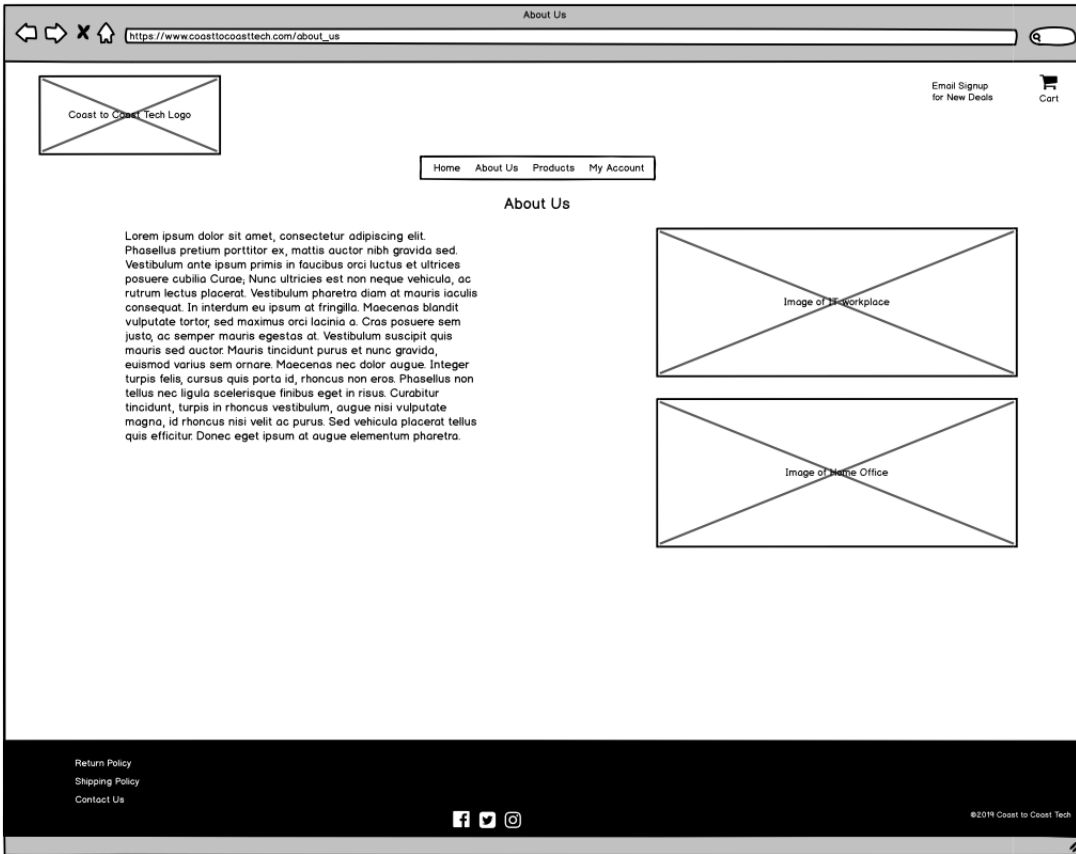 About Us
https://www.coasttocoasttech.com/about_us
Coast to Coast Tech Logo
Email Signup
for New Deals
Cart
Home About Us Products My Account
About Us
Lorem ipsum dolor sit amet, consectetur adipiscing elit.
Phasellus pretium porttitor ex, mattis auctor nibh gravida sed.
Vestibulum ante ipsum primis in faucibus orci luctus et ultrices
posuere cubilia Curae; Nunc ultricies est non neque vehicula, ac
rutrum lectus placerat. Vestibulum pharetra diam at mauris iaculis
consequat. In interdum eu ipsum at fringilla. Maecenas blandit
vulputate tortor, sed maximus orci lacinia a. Cras posuere sem
justo, ac semper mauris egestas at. Vestibulum suscipit quis
mauris sed auctor. Mauris tincidunt purus et nunc gravida,
euismod varius sem ornare. Maecenas nec dolor augue. Integer
turpis felis, cursus quis porta id, rhoncus non eros. Phasellus non
tellus nec ligula scelerisque finibus eget in risus. Curabitur
tincidunt, turpis in rhoncus vestibulum, augue nisi vulputate
magna, id rhoncus nisi velit ac purus. Sed vehicula placerat tellus
quis efficitur. Donec eget ipsum at augue elementum pharetra.
Image of IT workplace
Image of Home Office
Return Policy
Shipping Policy
Contact Us
©2019 Coast to Coast Tech